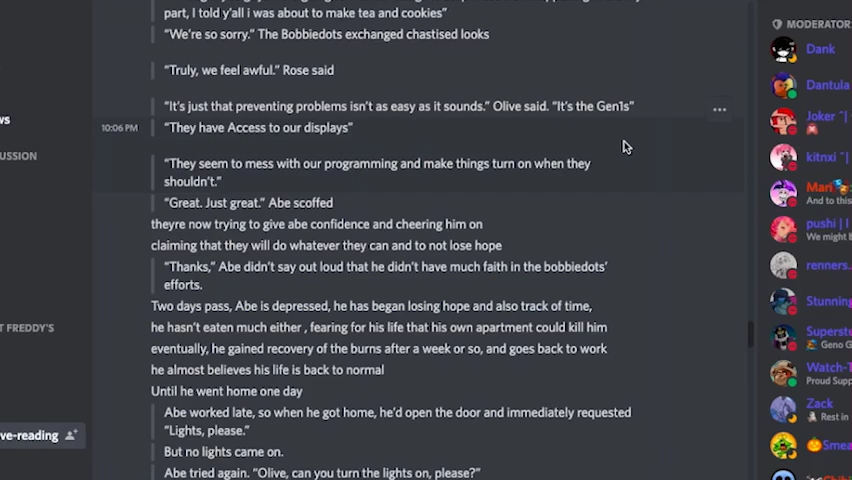 part, I told y'all i was about to make tea and cookies"
"We're so sorry." The Bobbiedots exchanged chastised looks
"Truly, we feel awful." Rose said
"It's just that preventing problems isn't as easy as it sounds." Olive said. "It's the Gen1s"
10:06 PM
"They have Access to our displays"
"They seem to mess with our programming and make things turn on when they
shouldn't."
"Great. Just great." Abe scoffed
theyre now trying to give abe confidence and cheering him on
claiming that they will do whatever they can and to not lose hope
"Thanks," Abe didn't say out loud that he didn't have much faith in the bobbiedots'
efforts.
Two days pass, Abe is depressed, he has began losing hope and also track of time,
he hasn't eaten much either , fearing for his life that his own apartment could kill him
eventually, he gained recovery of the burns after a week or so, and goes back to work
he almost believes his life is back to normal
Until he went home one day
Abe worked late, so when he got home, he'd open the door and immediately requested
"Lights, please."
But no lights came on.
Abe tried again. "Olive, can you turn the lights on, please?"
ws
SCUSSION
T FREDDY'S
ve-reading
MODERATOR
Dank
Dantula
Joker ~| 
kitnxi ~|
Mari
And to this
pushi | I
We might b
renners.
Stunning
Superst
Geno G
Watch-T
Proud Supp
Zack
Rest in
Smea